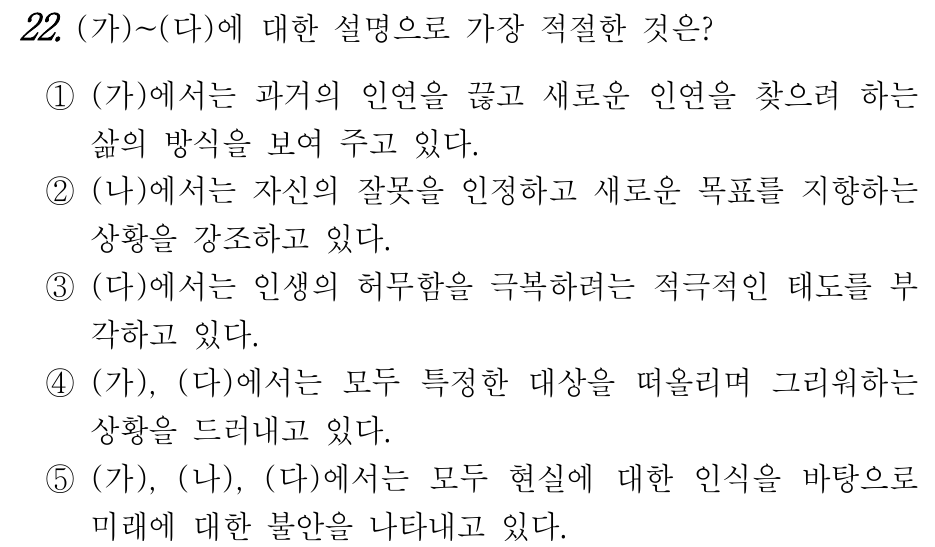 22. (가)~(다)에 대한 설명으로 가장 적절한 것은?
① (가)에서는 과거의 인연을 끊고 새로운 인연을 찾으려 하는
삶의 방식을 보여 주고 있다.
② (나)에서는 자신의 잘못을 인정하고 새로운 목표를 지향하는
상황을 강조하고 있다.
③ (다)에서는 인생의 허무함을 극복하려는 적극적인 태도를 부
각하고 있다.
④ (가), (다)에서는 모두 특정한 대상을 떠올리며 그리워하는
상황을 드러내고 있다.
⑤ (가), (나), (다)에서는 모두 현실에 대한 인식을 바탕으로
미래에 대한 불안을 나타내고 있다.